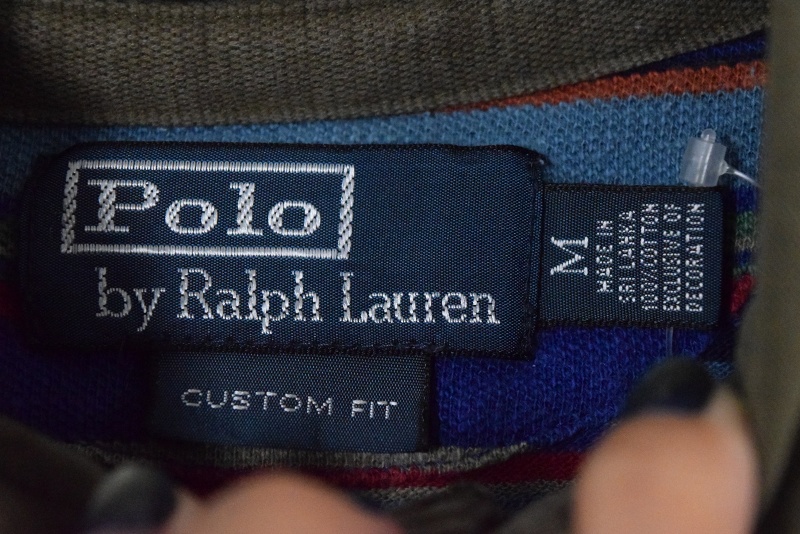 Polo
by Ralph Lauren
CUSTOM FIT
M
MADE IN
SRI LANKA
100%COTTON
EXCLUSIVE OF
DECORATION